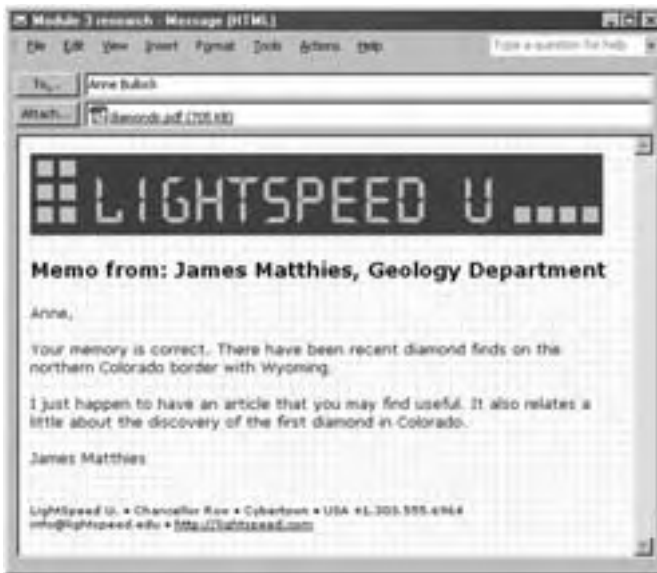 Module 3 research - Message (HTML)
File Edit View Insert Format Tools Actions Help Type a question for help
To... Anne Bullock
Attach... diamonds.pdf (705 KB)
LIGHTSPEED U ....
Memo from: James Matthies, Geology Department
Anne,
Your memory is correct. There have been recent diamond finds on the
northern Colorado border with Wyoming.
I just happen to have an article that you may find useful. It also relates a
little about the discovery of the first diamond in Colorado.
James Matthies
LightSpeed U. • Chancellor Row • Cybertown • USA +1.303.555.6964
info@lightspeed.edu • http://lightspeed.com